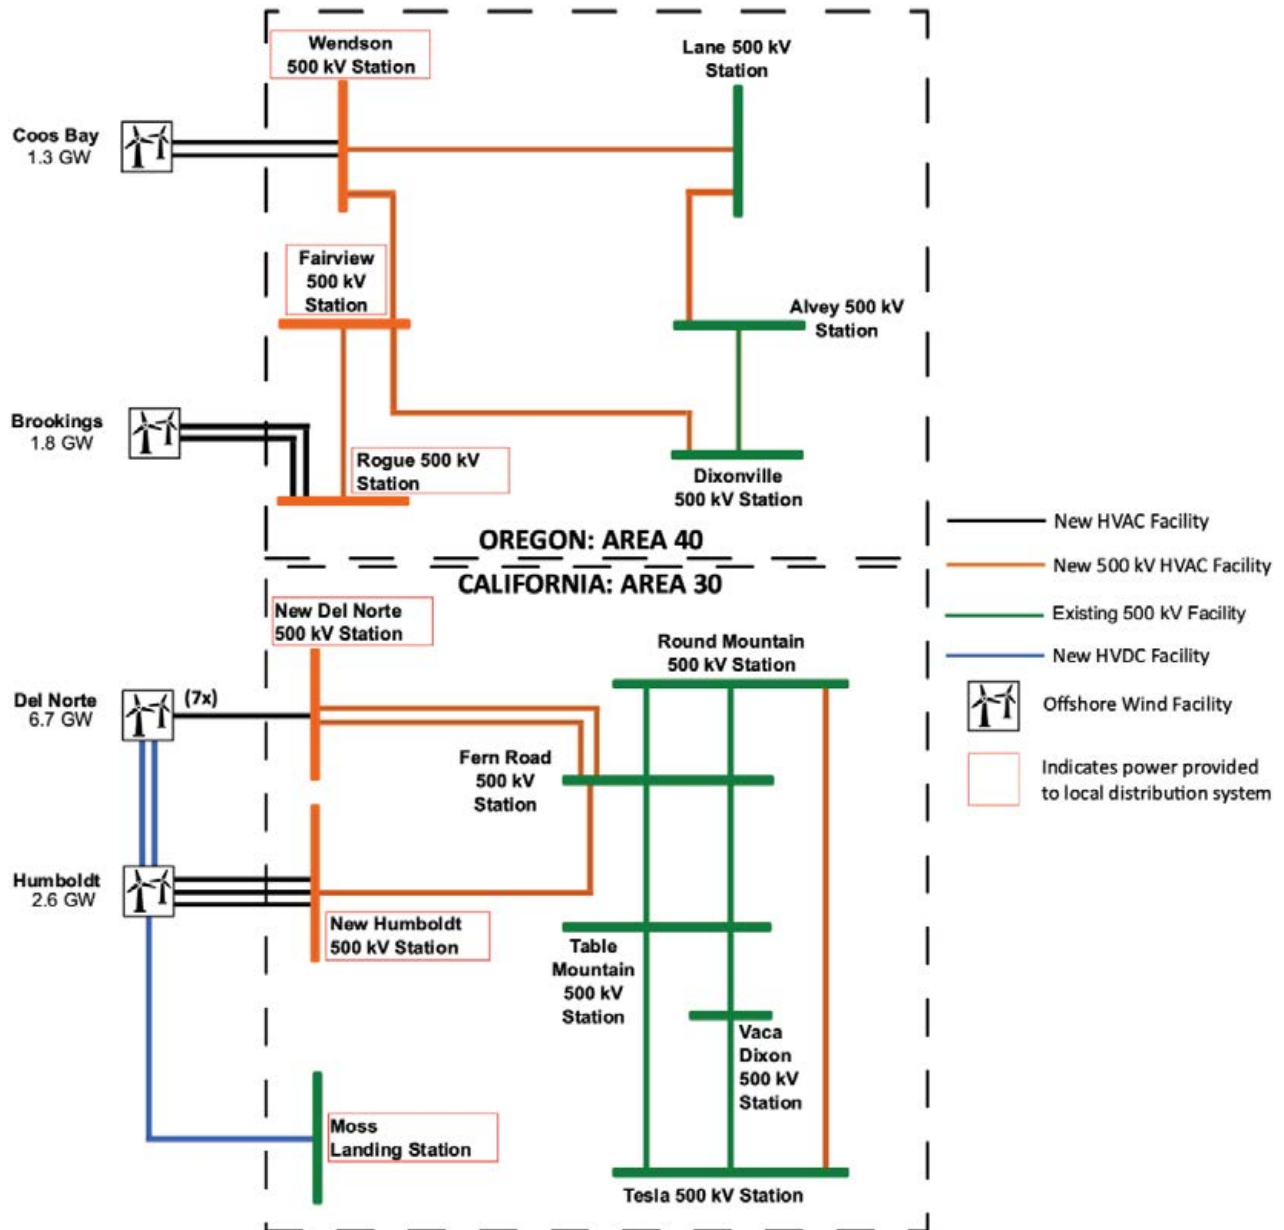 Wendson
500 kV Station
Lane 500 kV
Station
Coos Bay
1.3 GW
Fairview
500 kV
Station
Alvey 500 kV
Station
Brookings
1.8 GW
Rogue 500 kV
Station
Dixonville
500 kV Station
OREGON: AREA 40
CALIFORNIA: AREA 30
New Del Norte
500 kV Station
Round Mountain
500 kV Station
Del Norte
6.7 GW
(7x)
Fern Road
500 kV
Station
Humboldt
2.6 GW
New Humboldt
500 kV Station
Table
Mountain
500 kV
Station
Vaca
Dixon
500 kV
Station
Moss
Landing Station
Tesla 500 kV Station
New HVAC Facility
New 500 kV HVAC Facility
Existing 500 kV Facility
New HVDC Facility
Offshore Wind Facility
Indicates power provided
to local distribution system